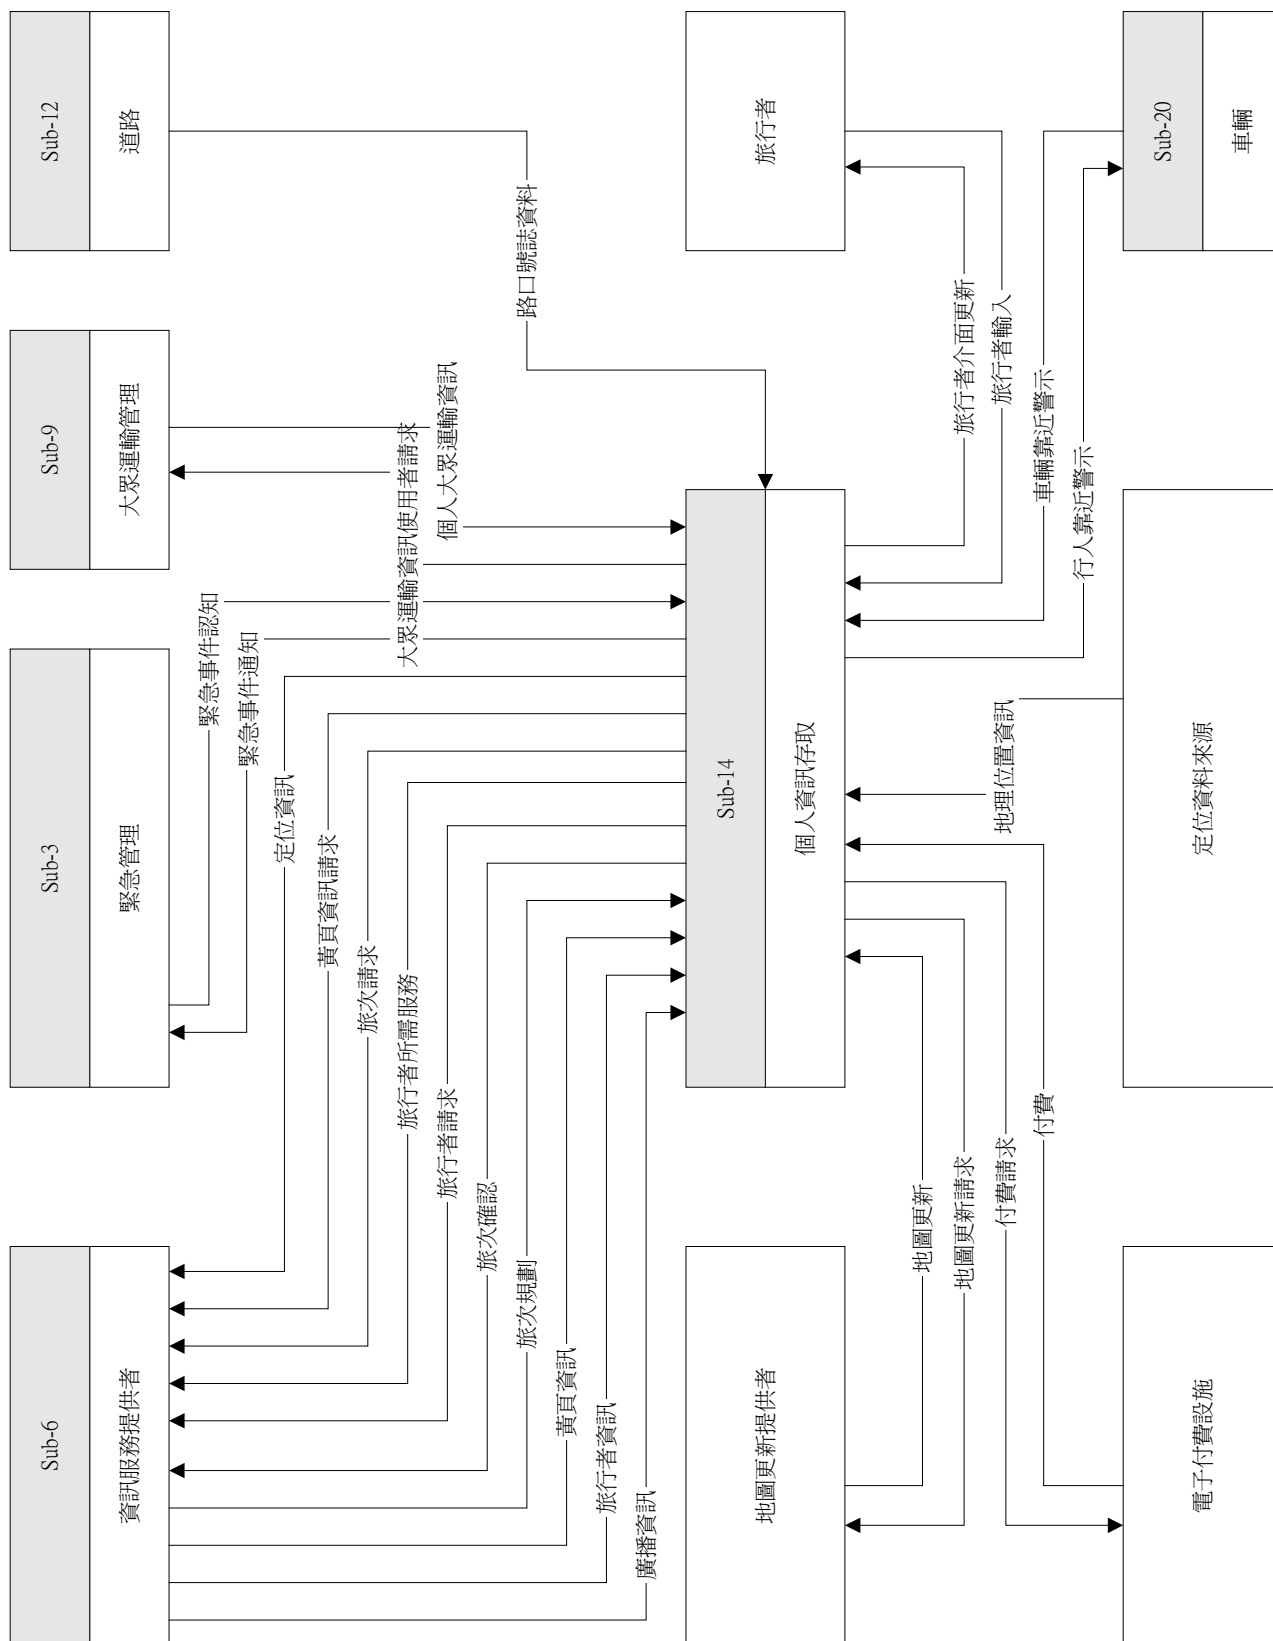 Sub-6
資訊服務提供者
Sub-3
緊急管理
Sub-9
大眾運輸管理
Sub-12
道路
緊急事件認知
緊急事件通知
定位資訊
黃頁資訊請求
旅次請求
旅行者所需服務
旅行者請求
旅次確認
旅次規劃
黃頁資訊
旅行者資訊
廣播資訊
大眾運輸資訊使用者請求
個人大眾運輸資訊
路口號誌資料
地圖更新提供者
Sub-14
個人資訊存取
旅行者
地圖更新
地圖更新請求
付費請求
付費
地理位置資訊
旅行者介面更新
旅行者輸入
車輛靠近警示
行人靠近警示
電子付費設施
定位資料來源
Sub-20
車輛